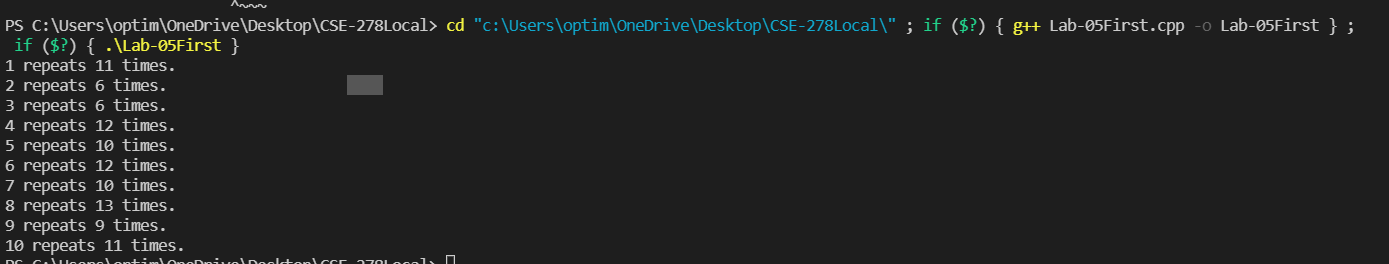 ^~~~~
PS C:\Users\optim\OneDrive\Desktop\CSE-278Local> cd "c:\Users\optim\OneDrive\Desktop\CSE-278Local\" ; if ($?) { g++ Lab-05First.cpp -o Lab-05First } ;
if ($?) { .\Lab-05First }
1 repeats 11 times.
2 repeats 6 times.
3 repeats 6 times.
4 repeats 12 times.
5 repeats 10 times.
6 repeats 12 times.
7 repeats 10 times.
8 repeats 13 times.
9 repeats 9 times.
10 repeats 11 times.
PS C:\Users\optim\OneDrive\Desktop\CSE-278Local>